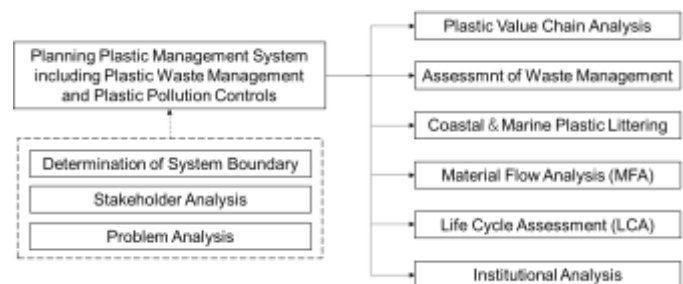 Planning Plastic Management System
including Plastic Waste Management
and Plastic Pollution Controls
Determination of System Boundary
Stakeholder Analysis
Problem Analysis
Plastic Value Chain Analysis
Assessmnt of Waste Management
Coastal & Marine Plastic Littering
Material Flow Analysis (MFA)
Life Cycle Assessment (LCA)
Institutional Analysis